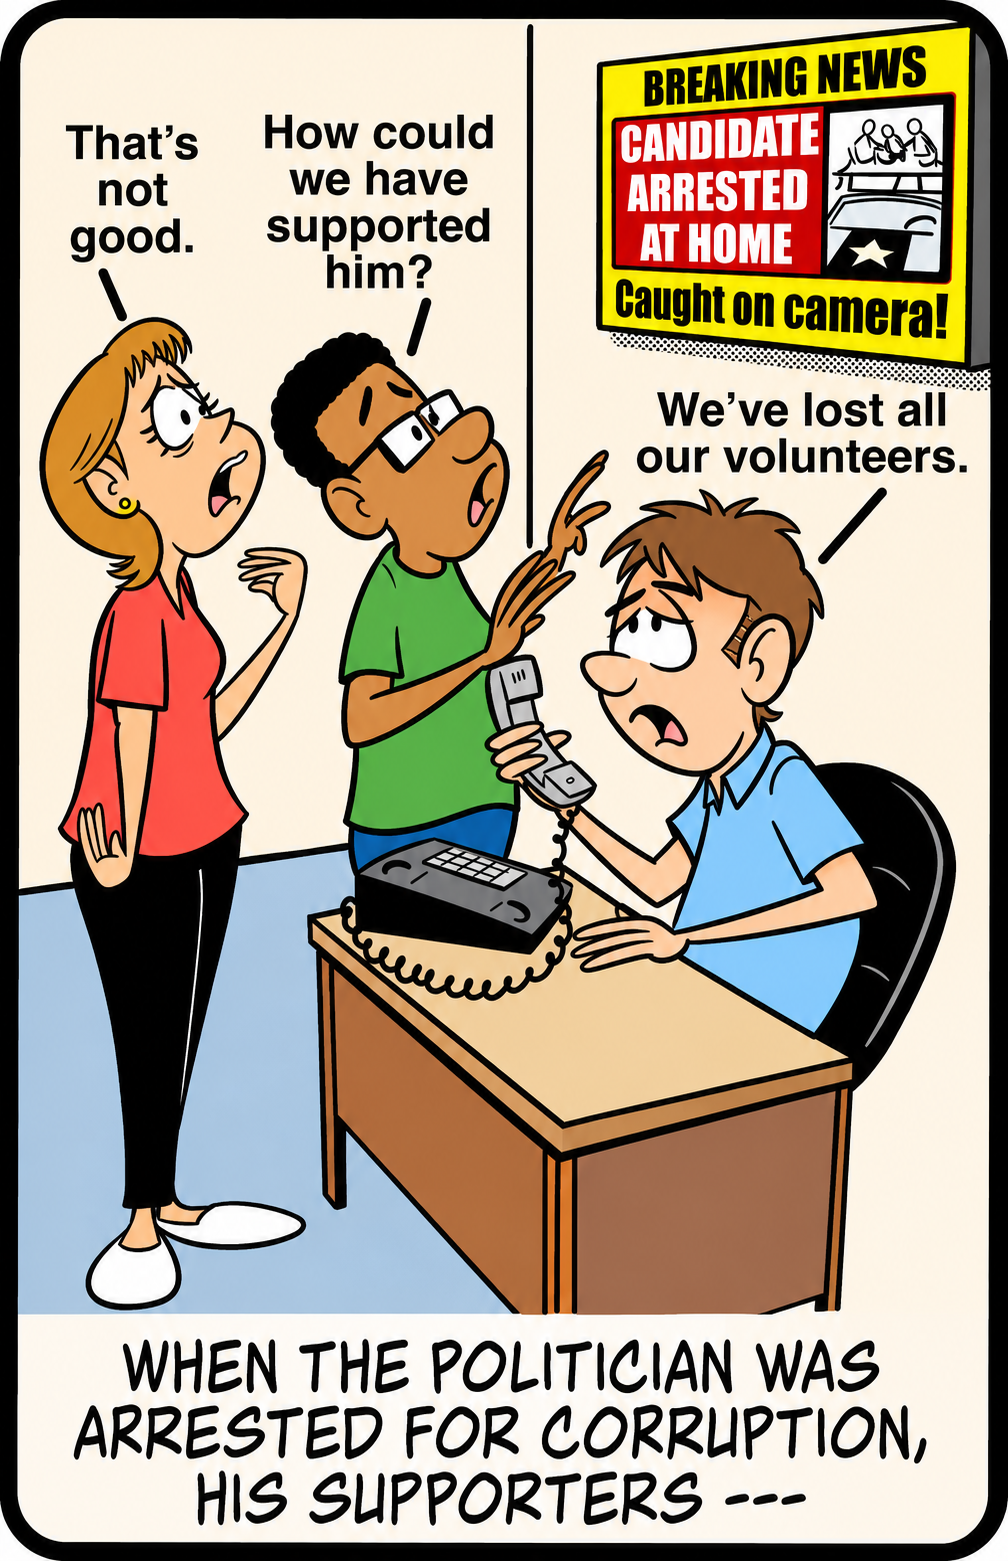 That's
not
good.
How could
we have
supported
him?
BREAKING NEWS
CANDIDATE
ARRESTED
AT HOME
Caught on camera!
We've lost all
our volunteers.
WHEN THE POLITICIAN WAS
ARRESTED FOR CORRUPTION,
HIS SUPPORTERS ---